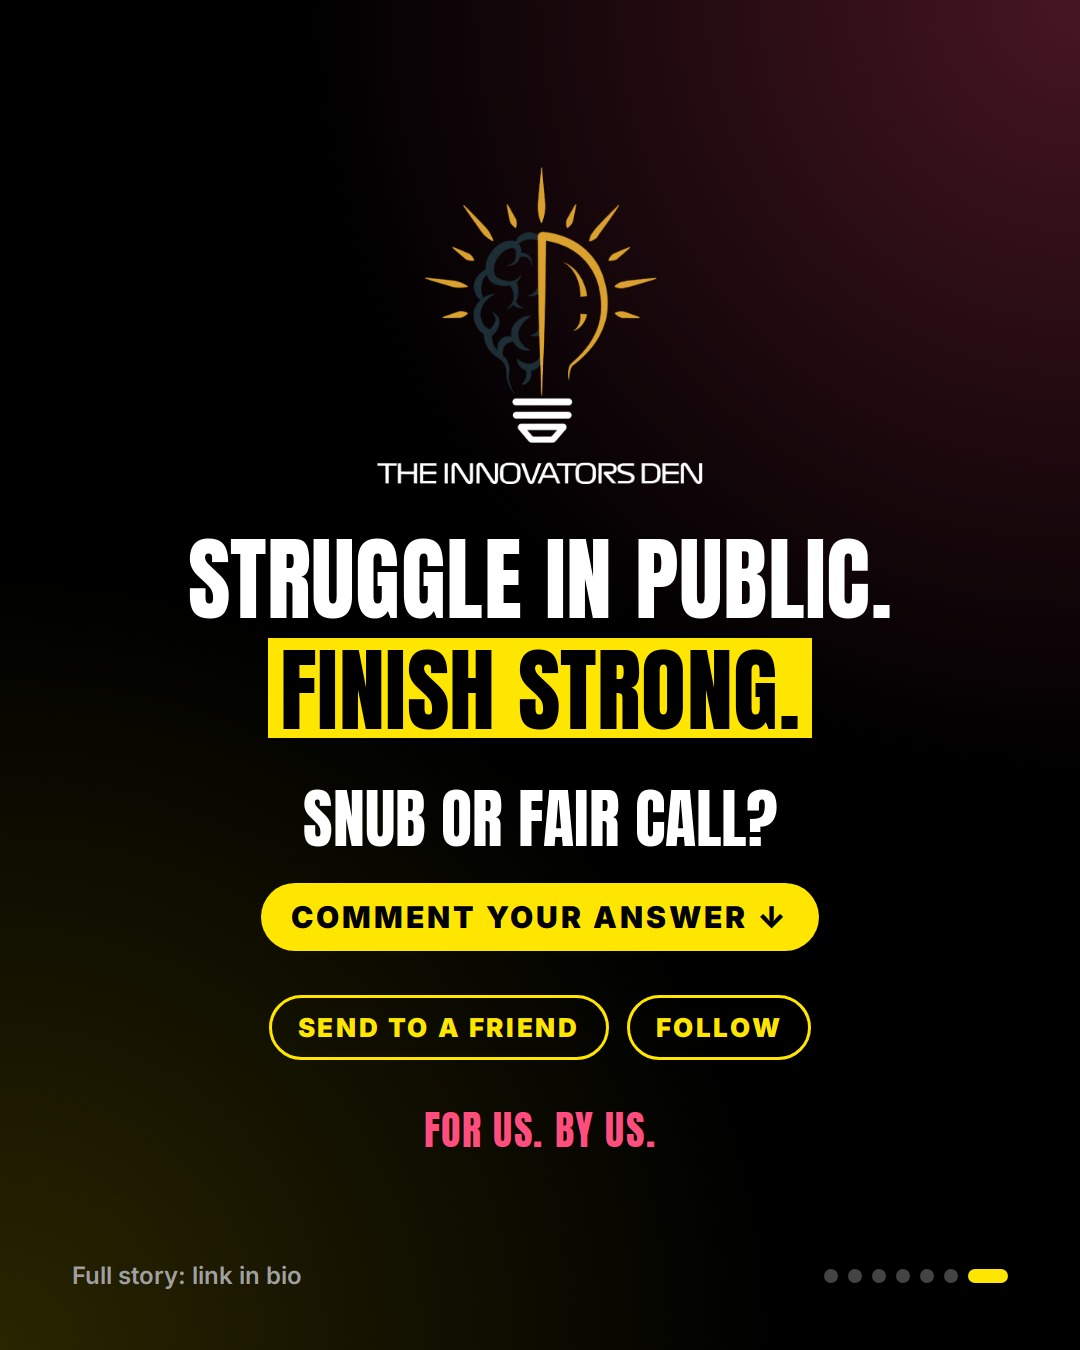 THE INNOVATORS DEN
STRUGGLE IN PUBLIC.
FINISH STRONG.
SNUB OR FAIR CALL?
COMMENT YOUR ANSWER ↓
SEND TO A FRIEND
FOLLOW
FOR US. BY US.
Full story: link in bio